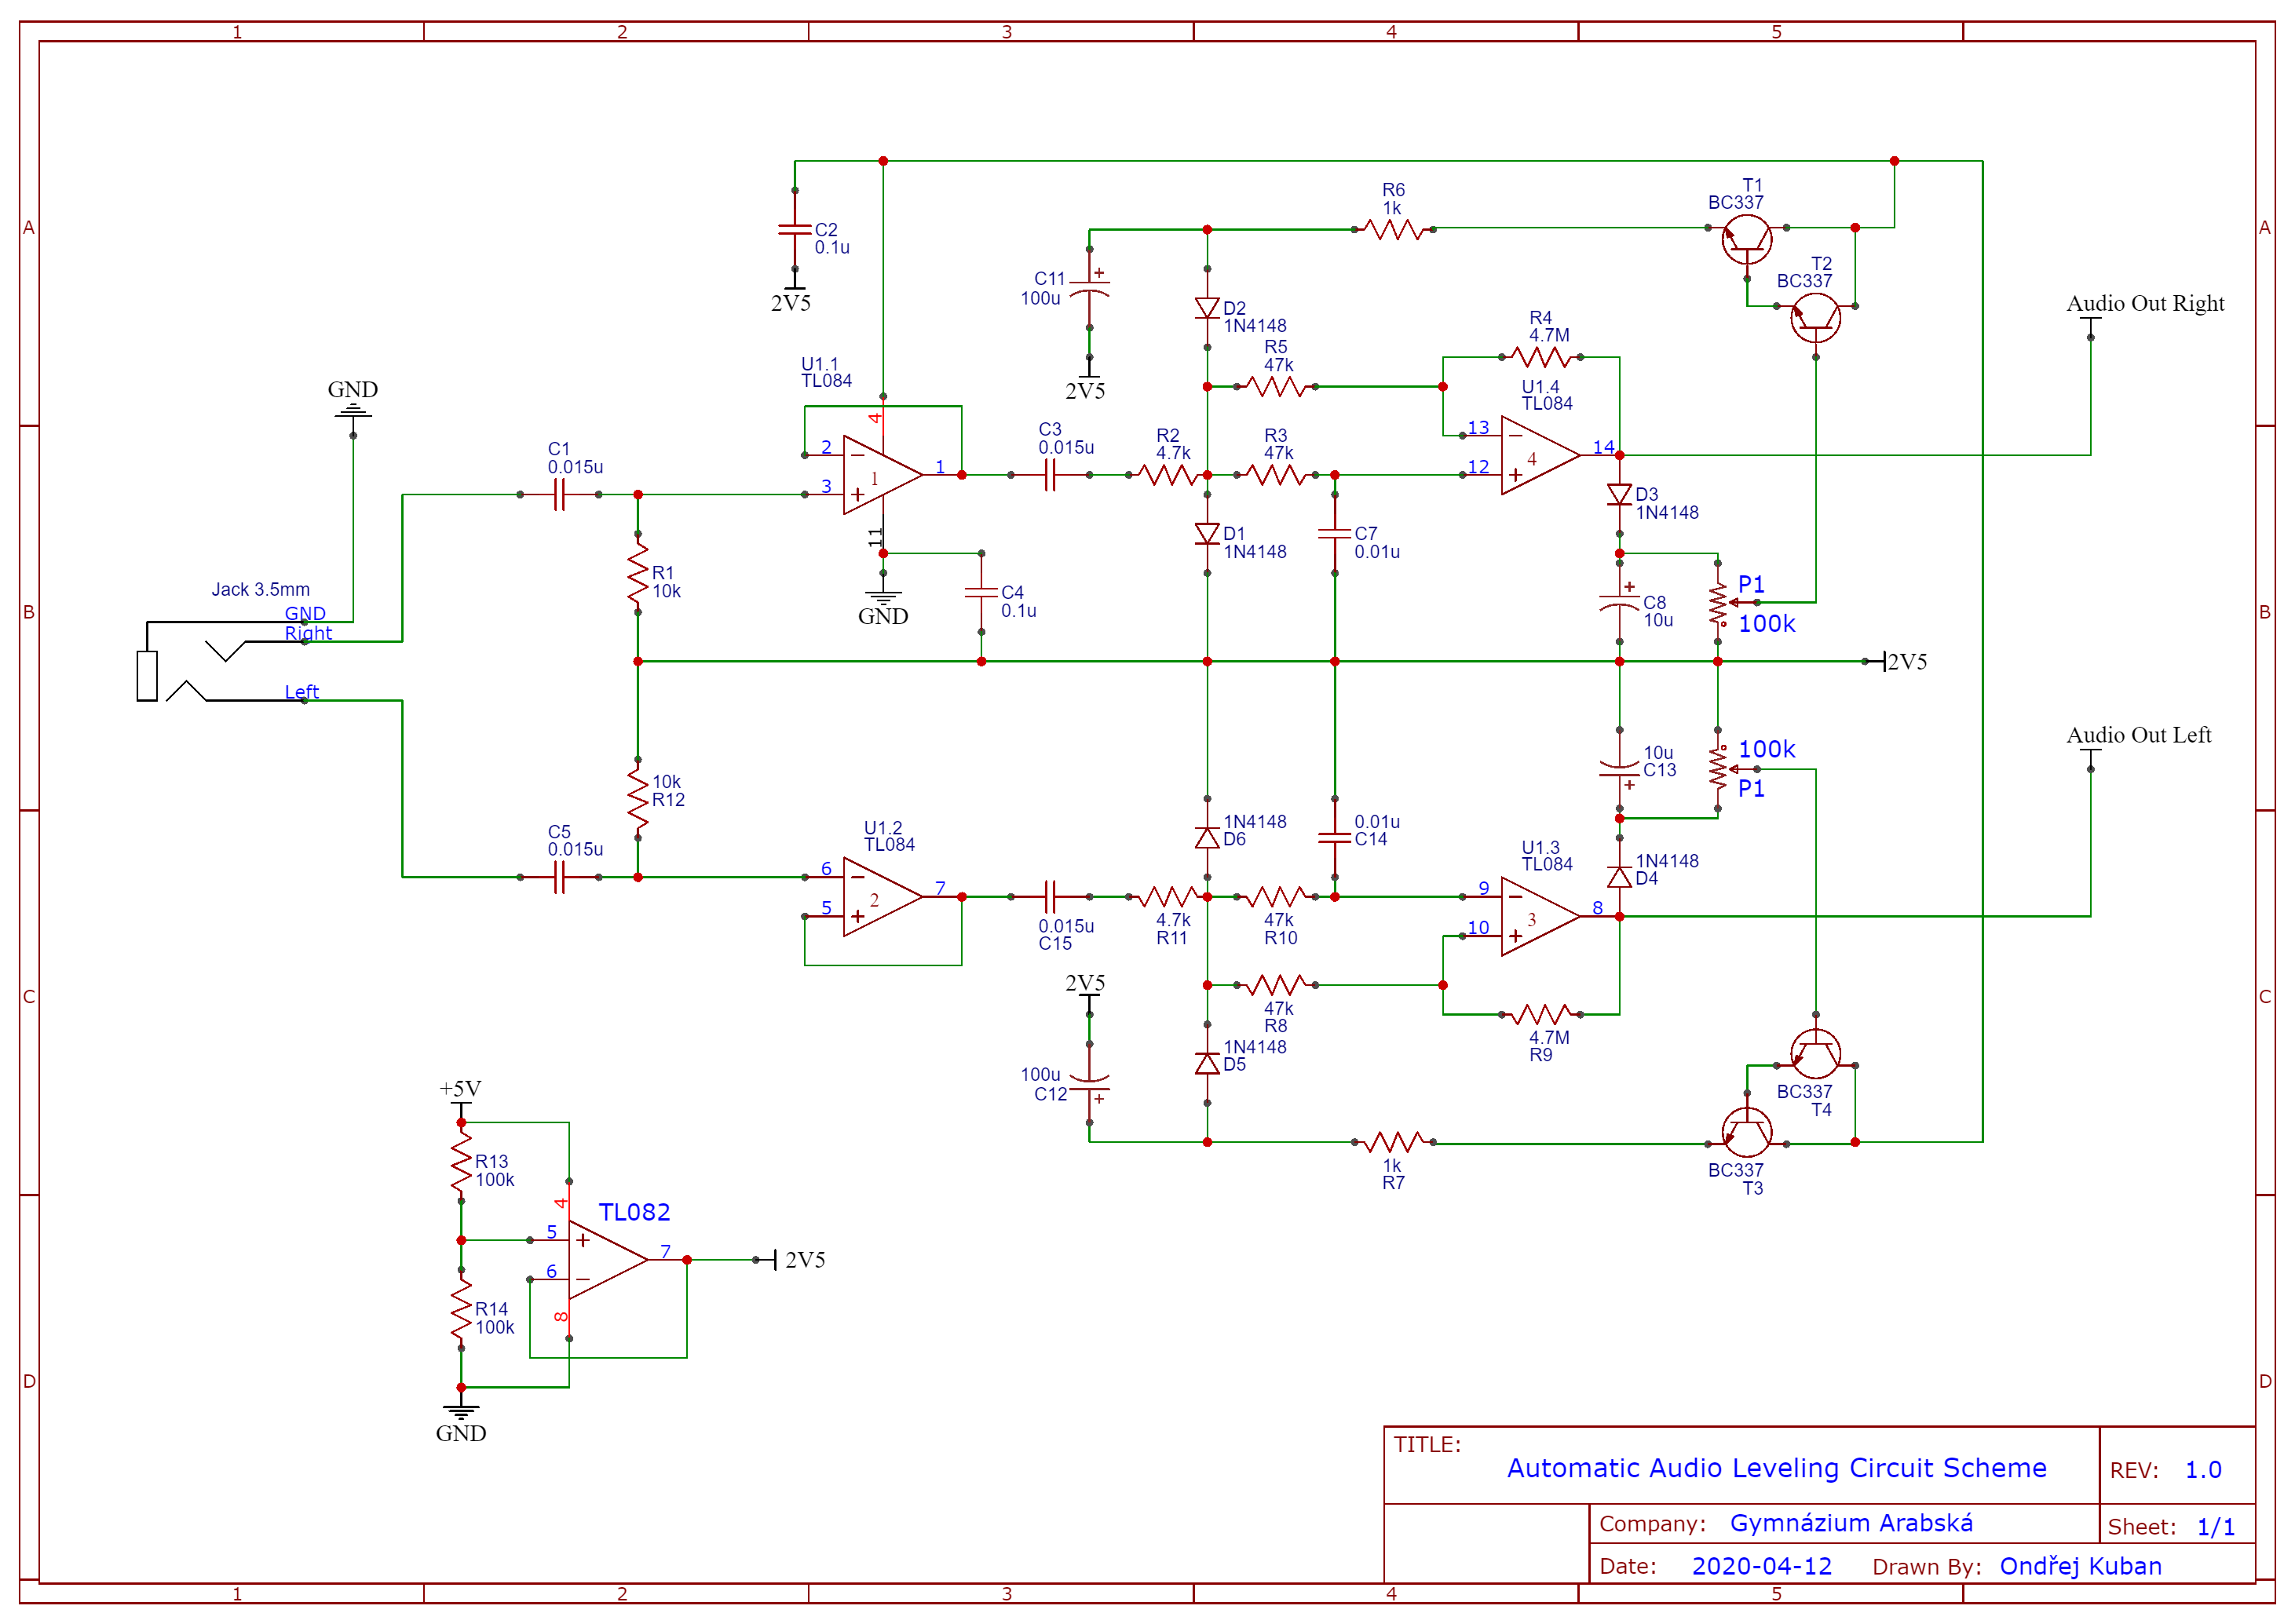 1 2 3 4 5
A A
B B
C C
D D
1 2 3 4 5
C2
0.1u
2V5
C11
100u
2V5
R6
1k
T1
BC337
T2
BC337
Audio Out Right
D2
1N4148
R5
47k
R4
4.7M
U1.4
TL084
13
12
4
14
U1.1
TL084
4
2
3
1
1
11
GND
GND
C1
0.015u
R1
10k
C3
0.015u
R2
4.7k
R3
47k
D1
1N4148
C7
0.01u
D3
1N4148
C8
10u
P1
100k
C4
0.1u
Jack 3.5mm
GND
Right
Left
2V5
Audio Out Left
10k
R12
C5
0.015u
U1.2
TL084
6
5
2
7
0.015u
C15
4.7k
R11
1N4148
D6
47k
R10
0.01u
C14
10u
C13
100k
P1
U1.3
TL084
9
10
3
8
1N4148
D4
2V5
100u
C12
47k
R8
1N4148
D5
4.7M
R9
1k
R7
BC337
T4
BC337
T3
+5V
R13
100k
R14
100k
4
TL082
5
6
7
8
2V5
GND
TITLE:
Automatic Audio Leveling Circuit Scheme
REV: 1.0
Company: Gymnázium Arabská
Sheet: 1/1
Date: 2020-04-12 Drawn By: Ondřej Kuban